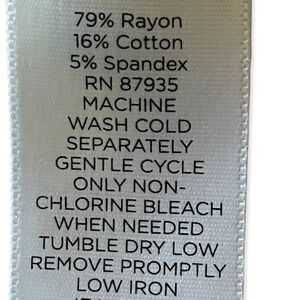 79% Rayon
16% Cotton
5% Spandex
RN 87935
MACHINE
WASH COLD
SEPARATELY
GENTLE CYCLE
ONLY NON-
CHLORINE BLEACH
WHEN NEEDED
TUMBLE DRY LOW
REMOVE PROMPTLY
LOW IRON